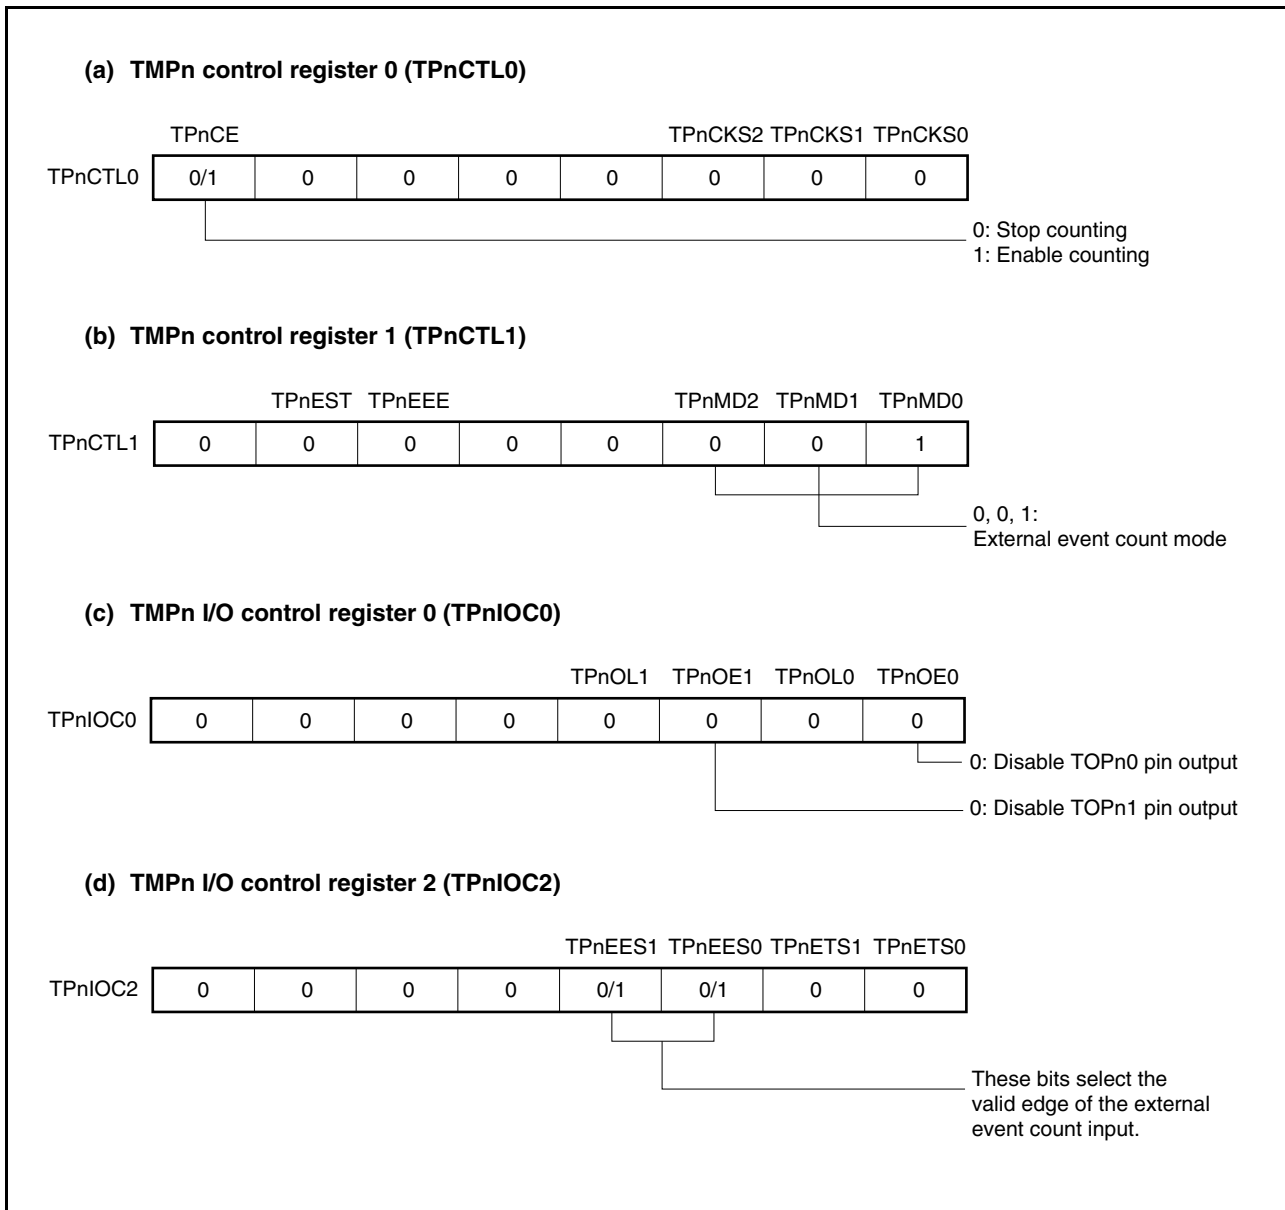 (a) TMPn control register 0 (TPnCTL0)
TPnCE TPnCKS2 TPnCKS1 TPnCKS0
TPnCTL0 0/1 0 0 0 0 0 0 0
0: Stop counting
1: Enable counting
(b) TMPn control register 1 (TPnCTL1)
TPnEST TPnEEE TPnMD2 TPnMD1 TPnMD0
TPnCTL1 0 0 0 0 0 0 0 1
0, 0, 1:
External event count mode
(c) TMPn I/O control register 0 (TPnIOC0)
TPnOL1 TPnOE1 TPnOL0 TPnOE0
TPnIOC0 0 0 0 0 0 0 0 0
0: Disable TOPn0 pin output
0: Disable TOPn1 pin output
(d) TMPn I/O control register 2 (TPnIOC2)
TPnEES1 TPnEES0 TPnETS1 TPnETS0
TPnIOC2 0 0 0 0 0/1 0/1 0 0
These bits select the
valid edge of the external
event count input.